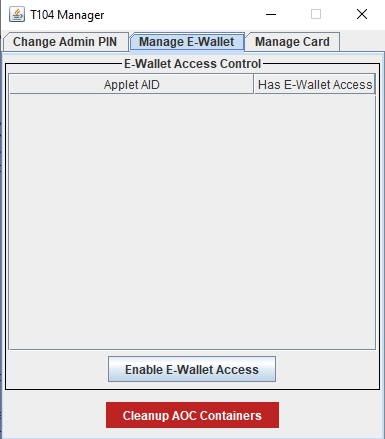 T104 Manager
Change Admin PIN Manage E-Wallet Manage Card
E-Wallet Access Control
Applet AID Has E-Wallet Access
Enable E-Wallet Access
Cleanup AOC Containers